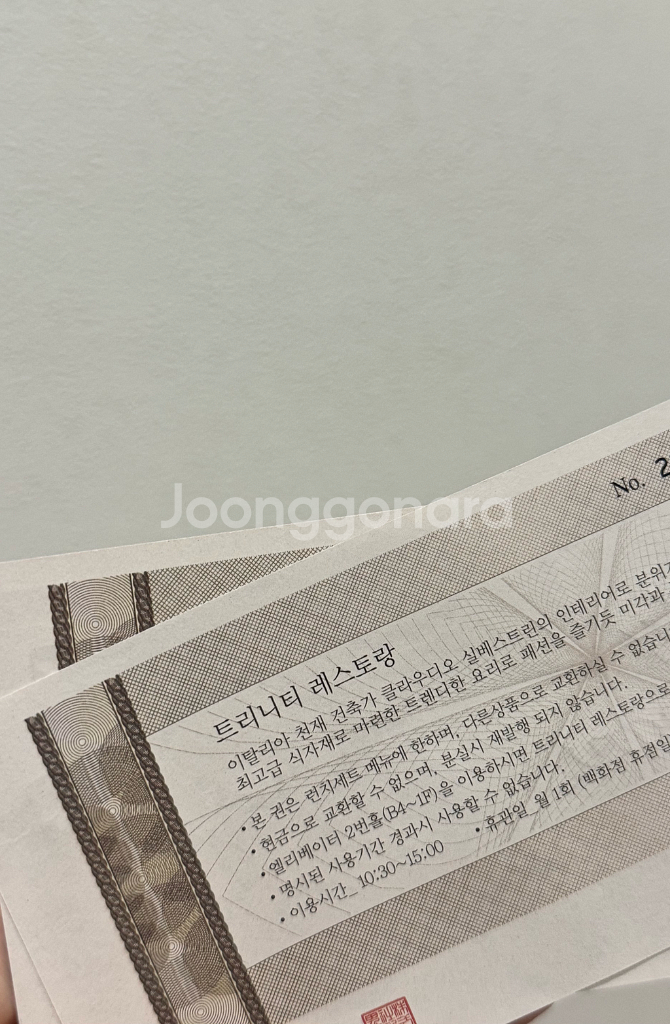 Joonggonara
No. 2
트리니티 레스토랑
이탈리아 천재 건축가 클라우디오 실베스트린의 인테리어로 분위기
최고급 식자재로 마련한 트렌디한 요리로 패션을 즐기듯 미각과
• 본 권은 런치세트 메뉴에 한하며, 다른상품으로 교환하실 수 없습니
• 현금으로 교환할 수 없으며, 분실시 재발행 되지 않습니다.
• 엘리베이터 2번홀(B4~1F)을 이용하시면 트리니티 레스토랑으로
• 명시된 사용기간 경과시 사용할 수 없습니다.
• 이용시간_ 10:30~15:00 • 휴관일_ 월 1회 (백화점 휴점일